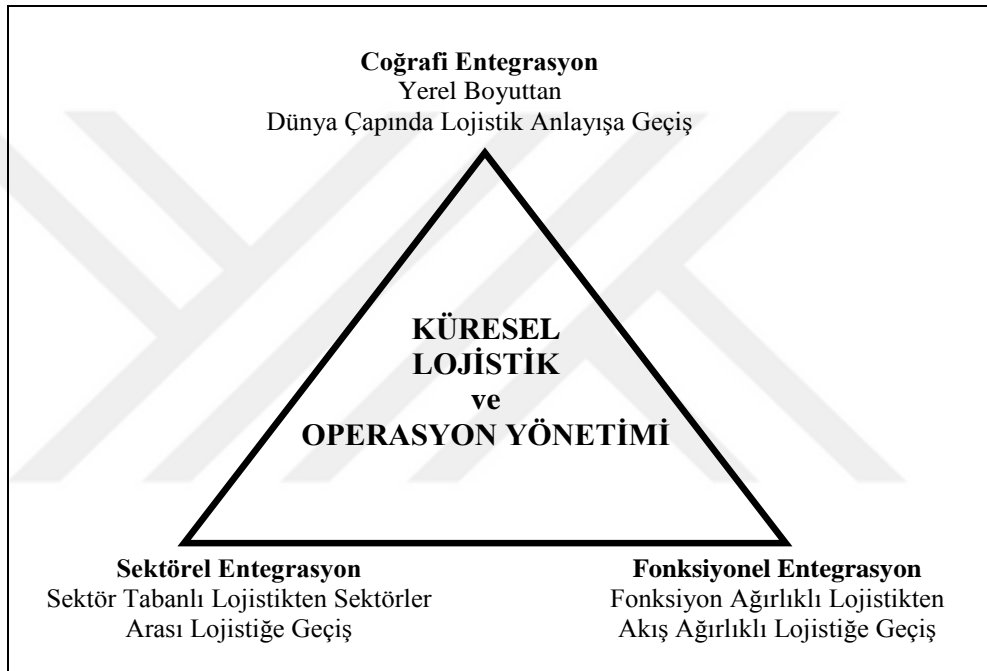 Coğrafi Entegrasyon
Yerel Boyuttan
Dünya Çapında Lojistik Anlayışa Geçiş
KÜRESEL
LOJİSTİK
ve
OPERASYON YÖNETİMİ
Sektörel Entegrasyon
Sektör Tabanlı Lojistikten Sektörler
Arası Lojistiğe Geçiş
Fonksiyonel Entegrasyon
Fonksiyon Ağırlıklı Lojistikten
Akış Ağırlıklı Lojistiğe Geçiş